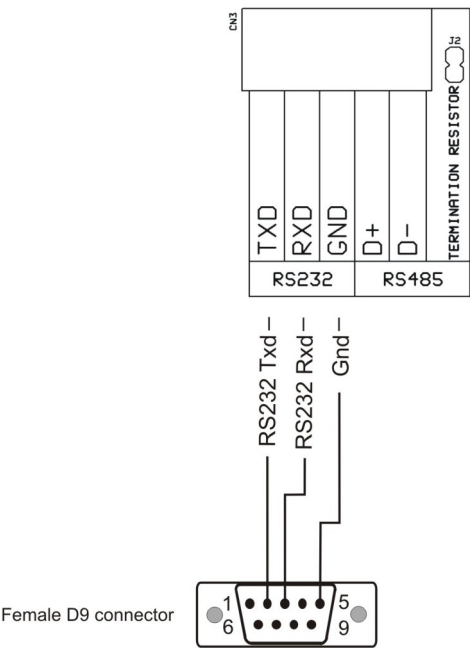 CN3
J2
TERMINATION RESISTOR
TXD
RXD
GND
D+
D-
RS232
RS485
RS232 Txd
RS232 Rxd
Gnd
Female D9 connector
1
5
6
9